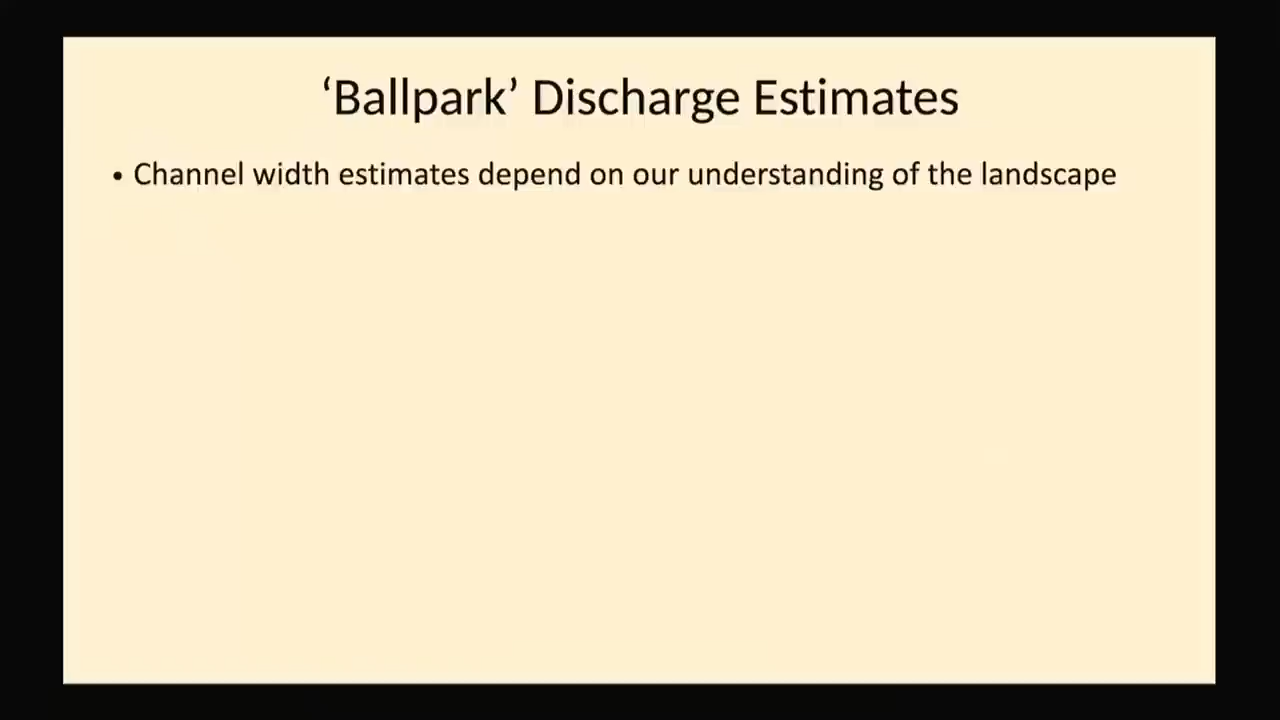 ‘Ballpark’ Discharge Estimates
• Channel width estimates depend on our understanding of the landscape